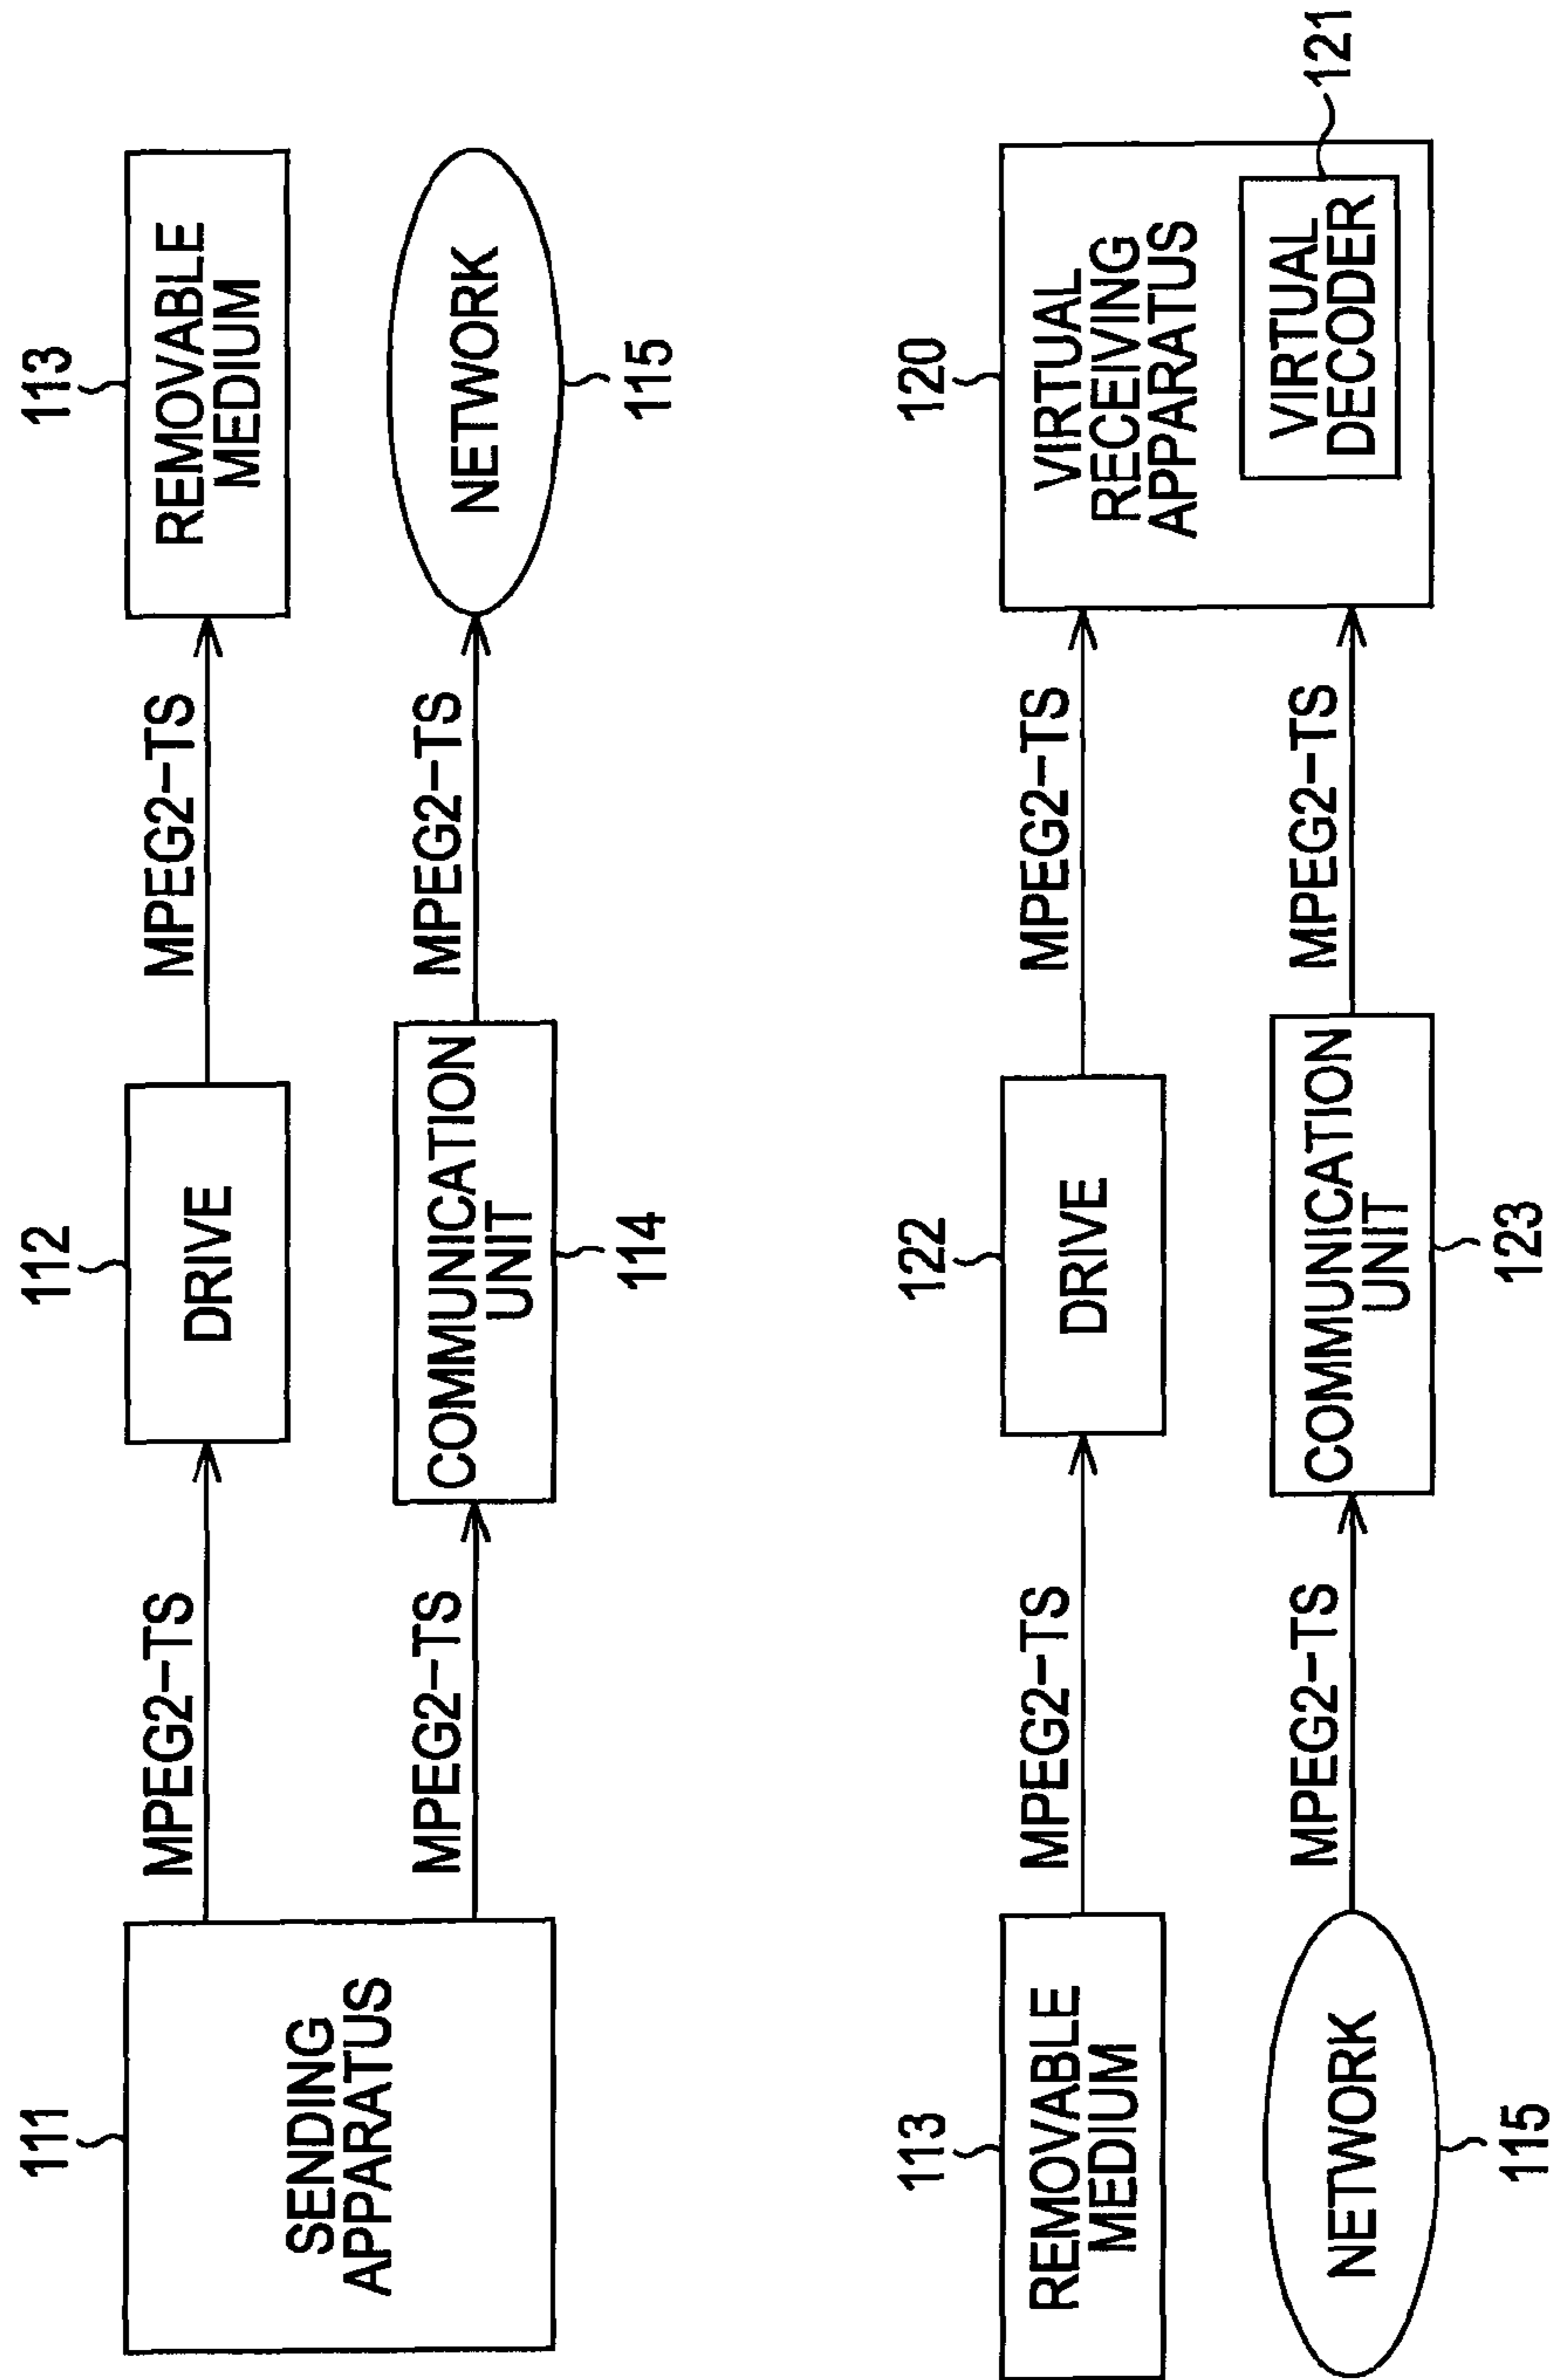 111
SENDING
APPARATUS
MPEG2-TS
MPEG2-TS
112
DRIVE
COMMUNICATION
UNIT
114
MPEG2-TS
MPEG2-TS
113
REMOVABLE
MEDIUM
NETWORK
115
113
REMOVABLE
MEDIUM
NETWORK
115
MPEG2-TS
MPEG2-TS
122
DRIVE
COMMUNICATION
UNIT
123
MPEG2-TS
MPEG2-TS
120
VIRTUAL
RECEIVING
APPARATUS
VIRTUAL
DECODER
121